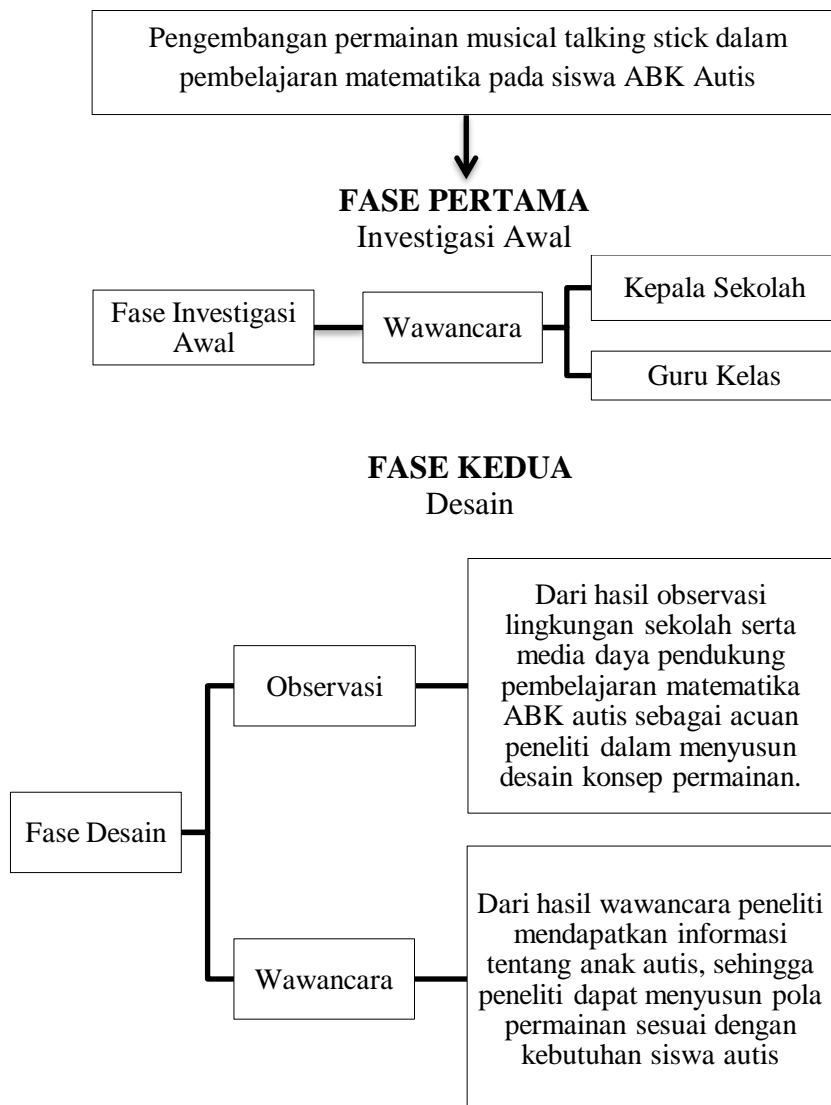 Pengembangan permainan musical talking stick dalam
pembelajaran matematika pada siswa ABK Autis
FASE PERTAMA
Investigasi Awal
Fase Investigasi
Awal
Wawancara
Kepala Sekolah
Guru Kelas
FASE KEDUA
Desain
Fase Desain
Observasi
Dari hasil observasi
lingkungan sekolah serta
media daya pendukung
pembelajaran matematika
ABK autis sebagai acuan
peneliti dalam menyusun
desain konsep permainan.
Wawancara
Dari hasil wawancara peneliti
mendapatkan informasi
tentang anak autis, sehingga
peneliti dapat menyusun pola
permainan sesuai dengan
kebutuhan siswa autis